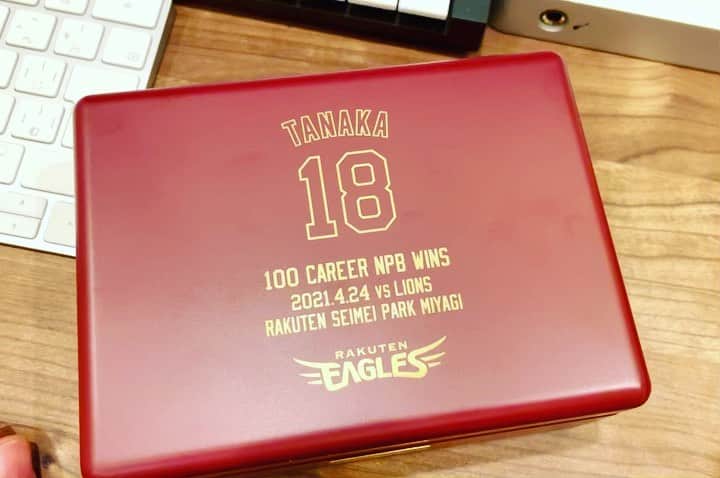 TANAKA
18
100 CAREER NPB WINS
2021.4.24 VS LIONS
RAKUTEN SEIMEI PARK MIYAGI
RAKUTEN
EAGLES